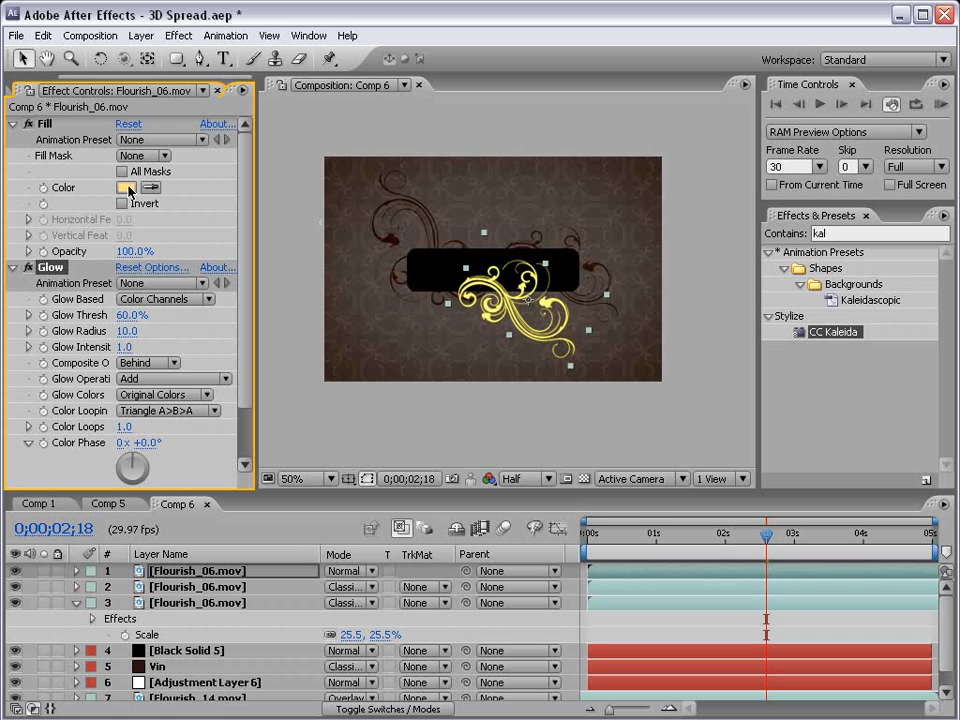 Adobe After Effects - 3D Spread.aep *
File Edit Composition Layer Effect Animation View Window Help
Workspace: Standard
Effect Controls: Flourish_06.mov
Comp 6 * Flourish_06.mov
Fill Reset About...
Animation Preset None
Fill Mask None
All Masks
Color
Invert
Horizontal Fe 0.0
Vertical Feat 0.0
Opacity 100.0%
Glow Reset Options... About...
Animation Preset None
Glow Based Color Channels
Glow Thresh 60.0%
Glow Radius 10.0
Glow Intensit 1.0
Composite O Behind
Glow Operati Add
Glow Colors Original Colors
Color Loopin Triangle A>B>A
Color Loops 1.0
Color Phase 0 x +0.0°
Composition: Comp 6
50% 0;00;02;18 Half Active Camera 1 View
Time Controls
RAM Preview Options
Frame Rate Skip Resolution
30 0 Full
From Current Time Full Screen
Effects & Presets
Contains: kal
* Animation Presets
Shapes
Backgrounds
Kaleidoscopic
Stylize
CC Kaleida
Comp 1 Comp 5 Comp 6
0;00;02;18 (29.97 fps)
:00s 01s 02s 03s 04s 05s
# Layer Name Mode T TrkMat Parent
1 [Flourish_06.mov] Normal None
2 [Flourish_06.mov] Classi... None None
3 [Flourish_06.mov] Classi... None None
Effects
Scale 25.5, 25.5%
4 [Black Solid 5] Normal None None
5 Vin Classi... None None
6 [Adjustment Layer 6] Normal None None
7 [Flourish_14.mov] Overlay None None
Toggle Switches / Modes